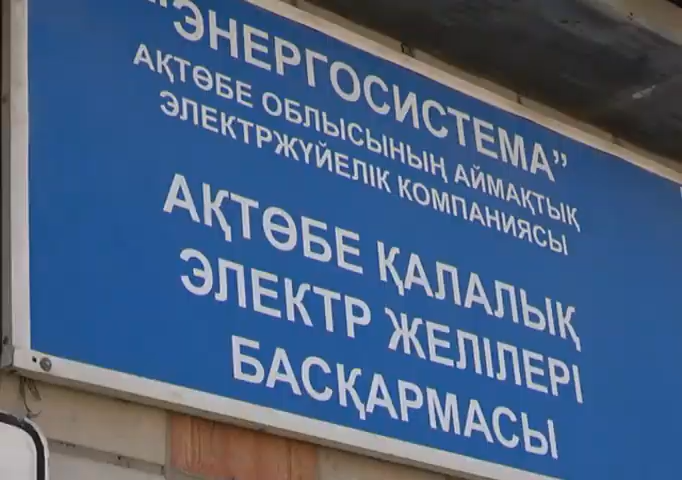 "ЭНЕРГОСИСТЕМА"
АҚТӨБЕ ОБЛЫСЫНЫҢ АЙМАҚТЫҚ
ЭЛЕКТРЖҮЙЕЛІК КОМПАНИЯСЫ
АҚТӨБЕ ҚАЛАЛЫҚ
ЭЛЕКТР ЖЕЛІЛЕРІ
БАСҚАРМАСЫ